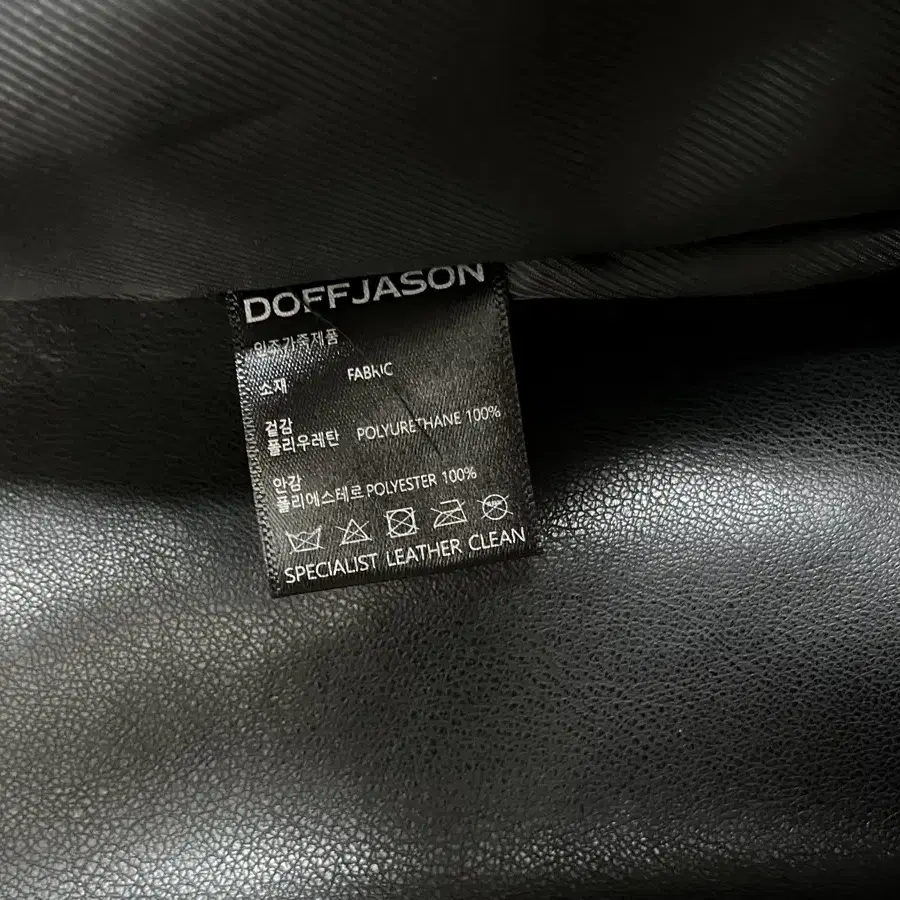 DOFFJASON
인조가죽제품
소재 FABRIC
겉감
폴리우레탄 POLYURETHANE 100%
안감
폴리에스테르 POLYESTER 100%
SPECIALIST LEATHER CLEAN